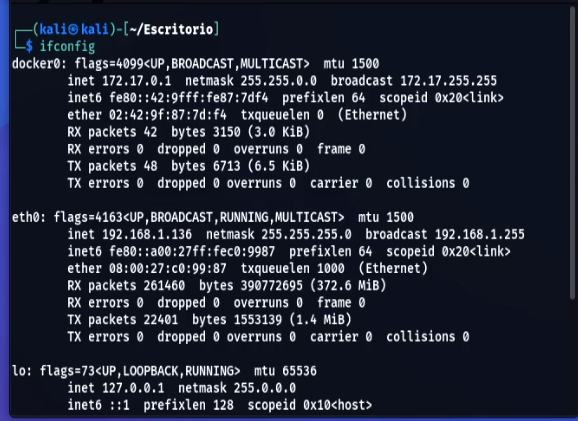 ┌──(kali㉿kali)-[~/Escritorio]
└─$ ifconfig
docker0: flags=4099<UP,BROADCAST,MULTICAST>  mtu 1500
        inet 172.17.0.1  netmask 255.255.0.0  broadcast 172.17.255.255
        inet6 fe80::42:9fff:fe87:7df4  prefixlen 64  scopeid 0x20<link>
        ether 02:42:9f:87:7d:f4  txqueuelen 0  (Ethernet)
        RX packets 42  bytes 3150 (3.0 KiB)
        RX errors 0  dropped 0  overruns 0  frame 0
        TX packets 48  bytes 6713 (6.5 KiB)
        TX errors 0  dropped 0 overruns 0  carrier 0  collisions 0

eth0: flags=4163<UP,BROADCAST,RUNNING,MULTICAST>  mtu 1500
        inet 192.168.1.136  netmask 255.255.255.0  broadcast 192.168.1.255
        inet6 fe80::a00:27ff:fec0:9987  prefixlen 64  scopeid 0x20<link>
        ether 08:00:27:c0:99:87  txqueuelen 1000  (Ethernet)
        RX packets 261460  bytes 390772695 (372.6 MiB)
        RX errors 0  dropped 0  overruns 0  frame 0
        TX packets 22401  bytes 1553139 (1.4 MiB)
        TX errors 0  dropped 0 overruns 0  carrier 0  collisions 0

lo: flags=73<UP,LOOPBACK,RUNNING>  mtu 65536
        inet 127.0.0.1  netmask 255.0.0.0
        inet6 ::1  prefixlen 128  scopeid 0x10<host>